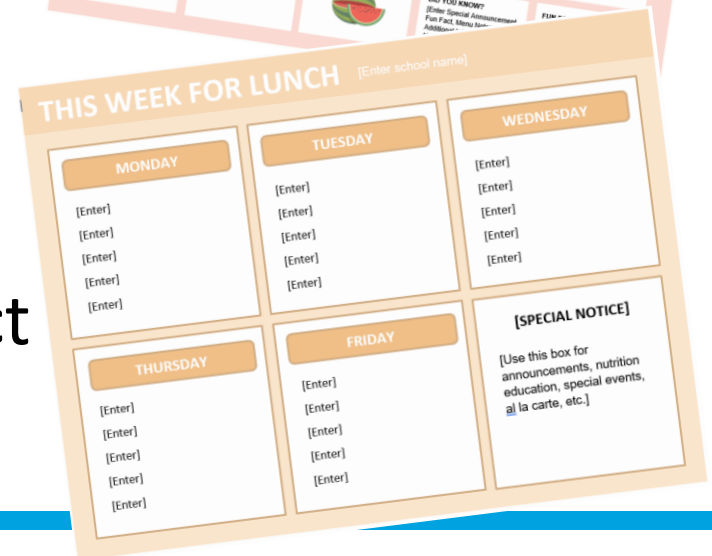 DID YOU KNOW?
[Enter Special Announcement,
Fun Fact, Menu
Additional
FUN
THIS WEEK FOR LUNCH [Enter school name]
MONDAY
[Enter]
[Enter]
[Enter]
[Enter]
[Enter]
TUESDAY
[Enter]
[Enter]
[Enter]
[Enter]
[Enter]
WEDNESDAY
[Enter]
[Enter]
[Enter]
[Enter]
[Enter]
ct
THURSDAY
[Enter]
[Enter]
[Enter]
[Enter]
[Enter]
FRIDAY
[Enter]
[Enter]
[Enter]
[Enter]
[Enter]
[SPECIAL NOTICE]
[Use this box for
announcements, nutrition
education, special events,
al la carte, etc.]